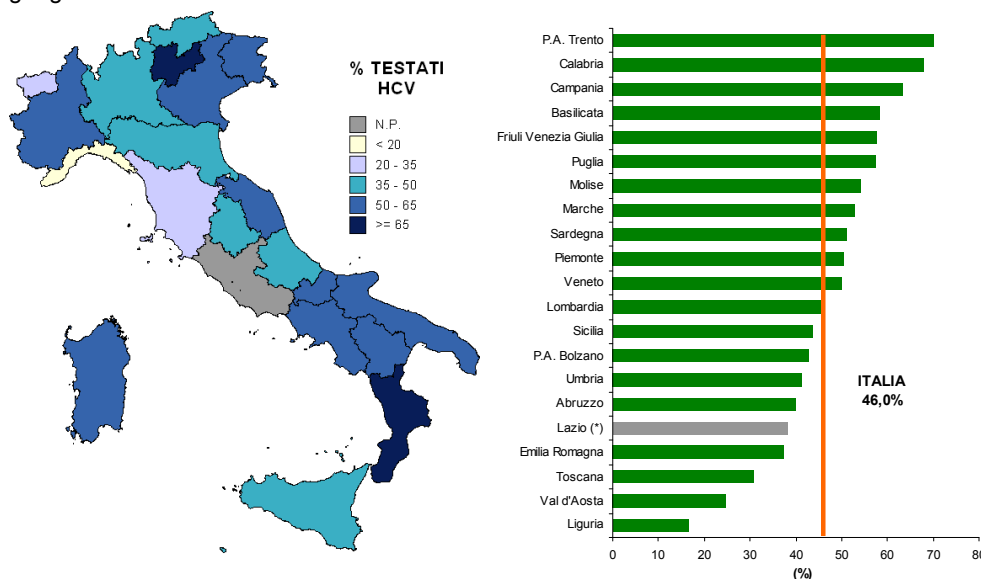 % TESTATI
HCV
N.P.
< 20
20 - 35
35 - 50
50 - 65
>= 65
P.A. Trento
Calabria
Campania
Basilicata
Friuli Venezia Giulia
Puglia
Molise
Marche
Sardegna
Piemonte
Veneto
Lombardia
Sicilia
P.A. Bolzano
Umbria
Abruzzo
Lazio (*)
Emilia Romagna
Toscana
Val d'Aosta
Liguria
ITALIA
46,0%
0 10 20 30 40 50 60 70 80
(%)